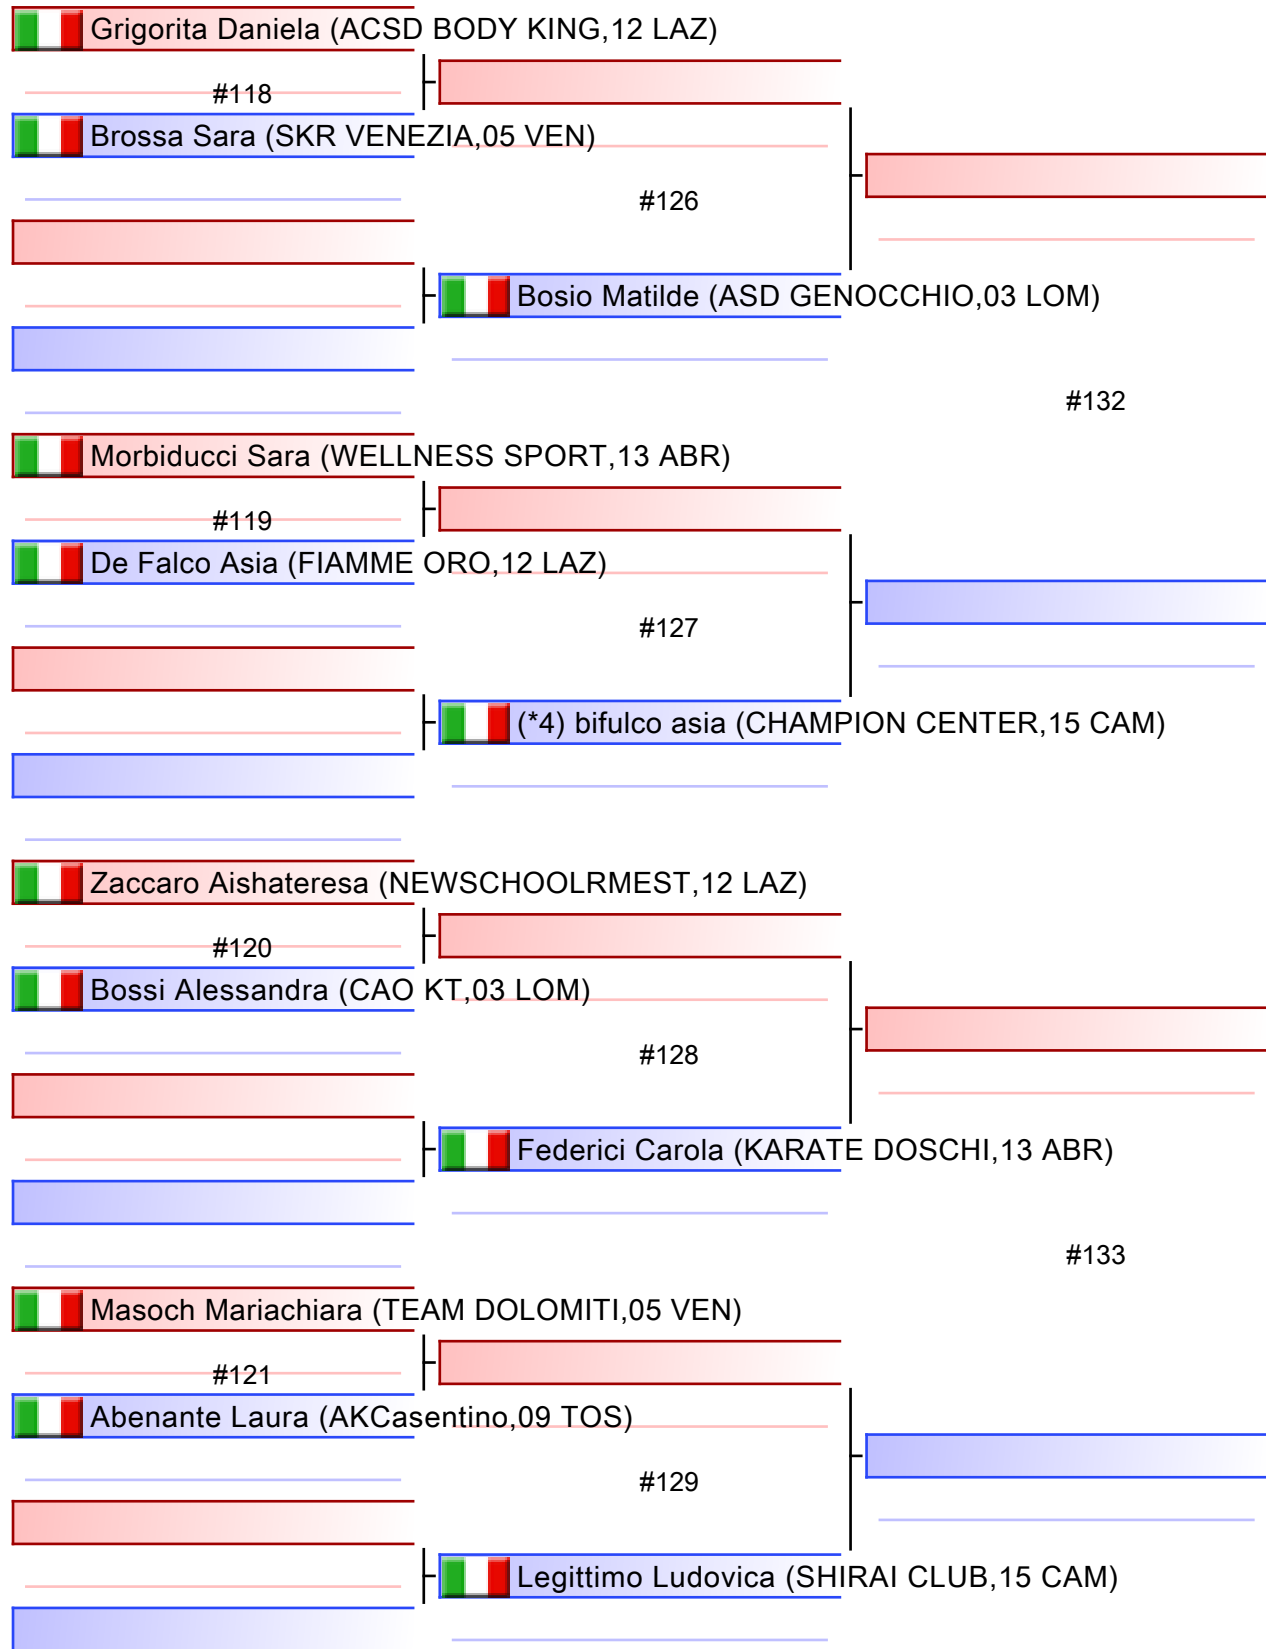 Grigorita Daniela (ACSD BODY KING,12 LAZ)
#118
Brossa Sara (SKR VENEZIA,05 VEN)
#126
Bosio Matilde (ASD GENOCCHIO,03 LOM)
#132
Morbiducci Sara (WELLNESS SPORT,13 ABR)
#119
De Falco Asia (FIAMME ORO,12 LAZ)
#127
(*4) bifulco asia (CHAMPION CENTER,15 CAM)
Zaccaro Aishateresa (NEWSCHOOLRMEST,12 LAZ)
#120
Bossi Alessandra (CAO KT,03 LOM)
#128
Federici Carola (KARATE DOSCHI,13 ABR)
#133
Masoch Mariachiara (TEAM DOLOMITI,05 VEN)
#121
Abenante Laura (AKCasentino,09 TOS)
#129
Legittimo Ludovica (SHIRAI CLUB,15 CAM)